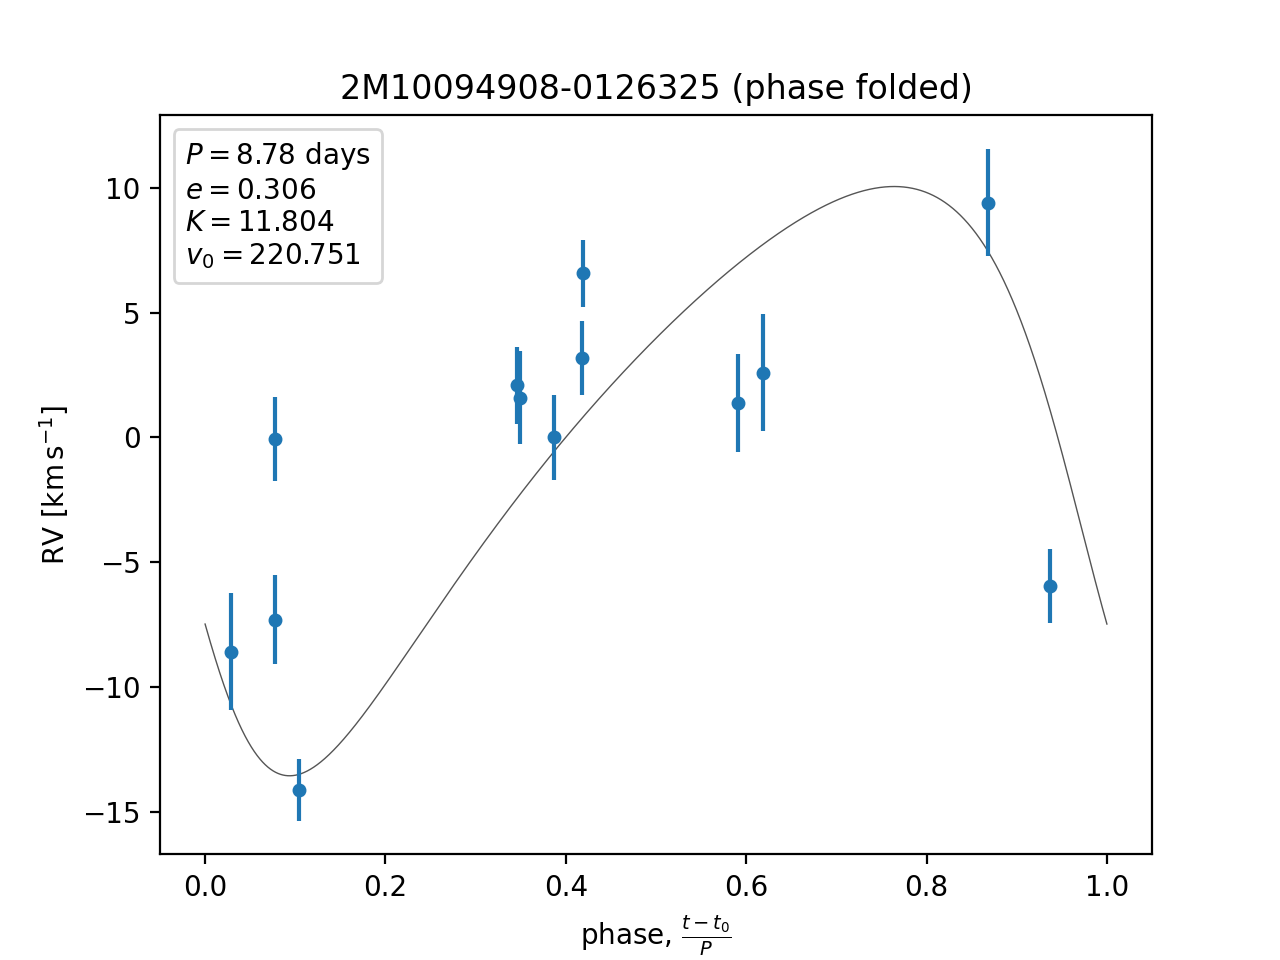 2M10094908-0126325 (phase folded)
P = 8.78 days
e = 0.306
K = 11.804
v₀ = 220.751
10
5
0
−5
−10
−15
RV [km s⁻¹]
0.0 0.2 0.4 0.6 0.8 1.0
phase, (t − t₀)/P